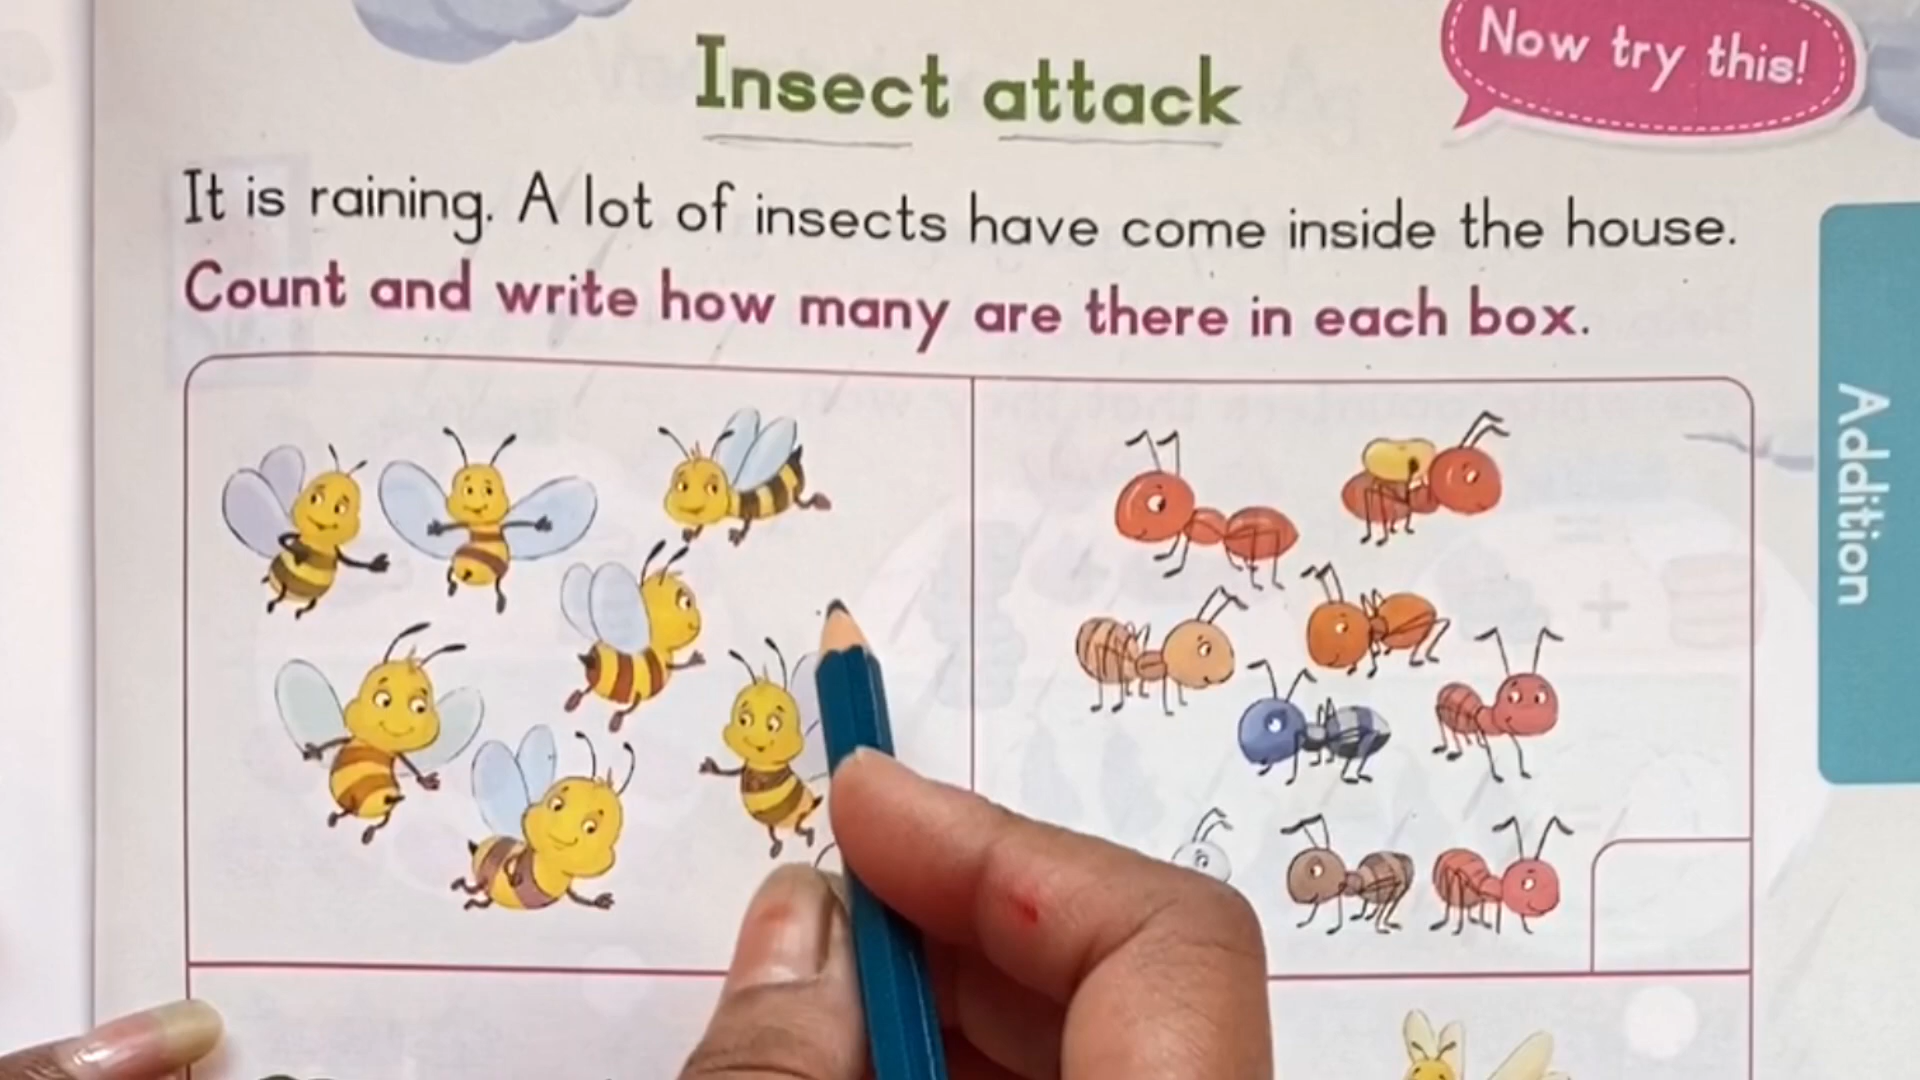 Insect attack
Now try this!
It is raining. A lot of insects have come inside the house.
Count and write how many are there in each box.
Addition